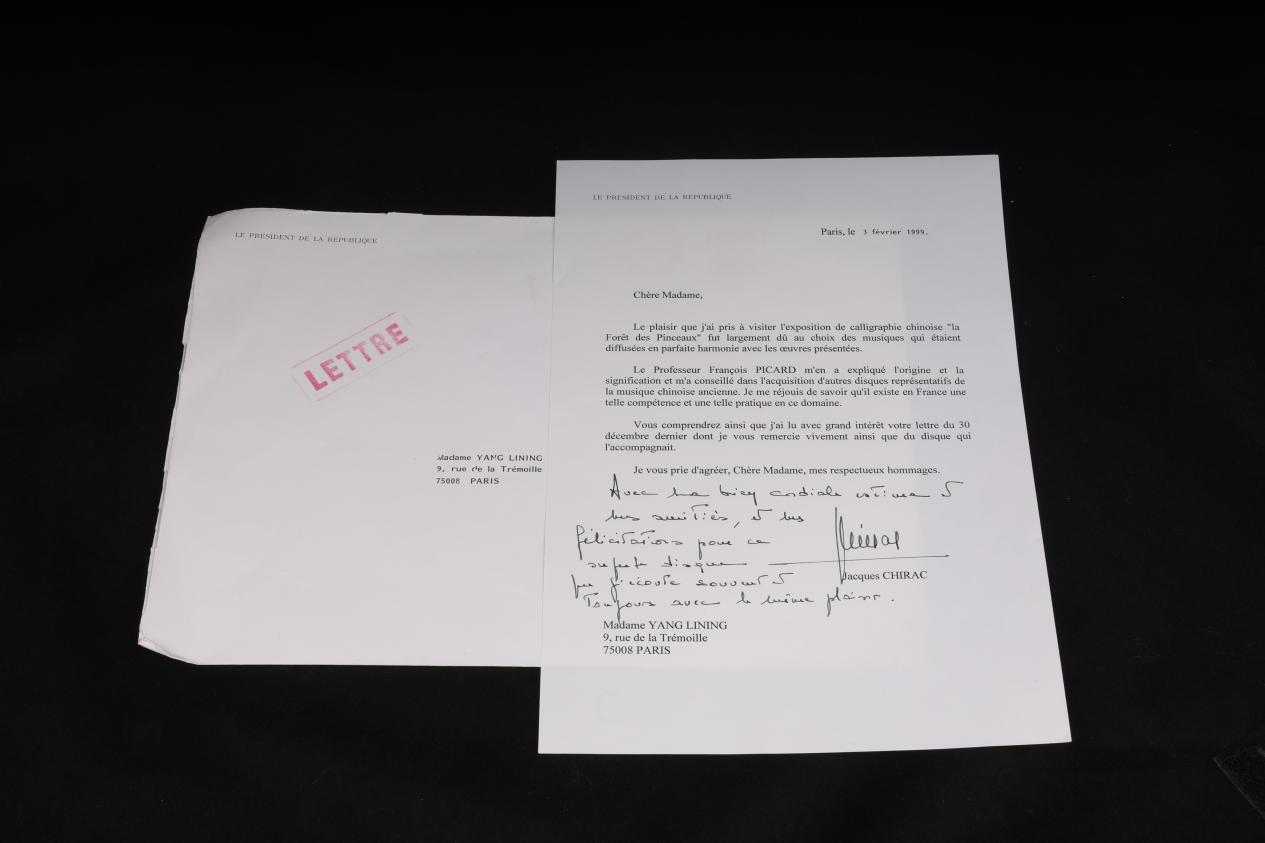 LE PRÉSIDENT DE LA RÉPUBLIQUE
LETTRE
Madame YANG LINING
9, rue de la Trémoille
75008 PARIS
LE PRÉSIDENT DE LA RÉPUBLIQUE
Paris, le 3 février 1999.
Chère Madame,
Le plaisir que j'ai pris à visiter l'exposition de calligraphie chinoise "la
Forêt des Pinceaux" fut largement dû au choix des musiques qui étaient
diffusées en parfaite harmonie avec les œuvres présentées.
Le Professeur François PICARD m'en a expliqué l'origine et la
signification et m'a conseillé dans l'acquisition d'autres disques représentatifs de
la musique chinoise ancienne. Je me réjouis de savoir qu'il existe en France une
telle compétence et une telle pratique en ce domaine.
Vous comprendrez ainsi que j'ai lu avec grand intérêt votre lettre du 30
décembre dernier dont je vous remercie vivement ainsi que du disque qui
l'accompagnait.
Je vous prie d'agréer, Chère Madame, mes respectueux hommages.
Avec ma bien cordiale estime et
mes amitiés, et mes
félicitations pour ce
superbe disque
que j'écoute souvent et
Toujours avec le même plaisir.
Jacques CHIRAC
Madame YANG LINING
9, rue de la Trémoille
75008 PARIS